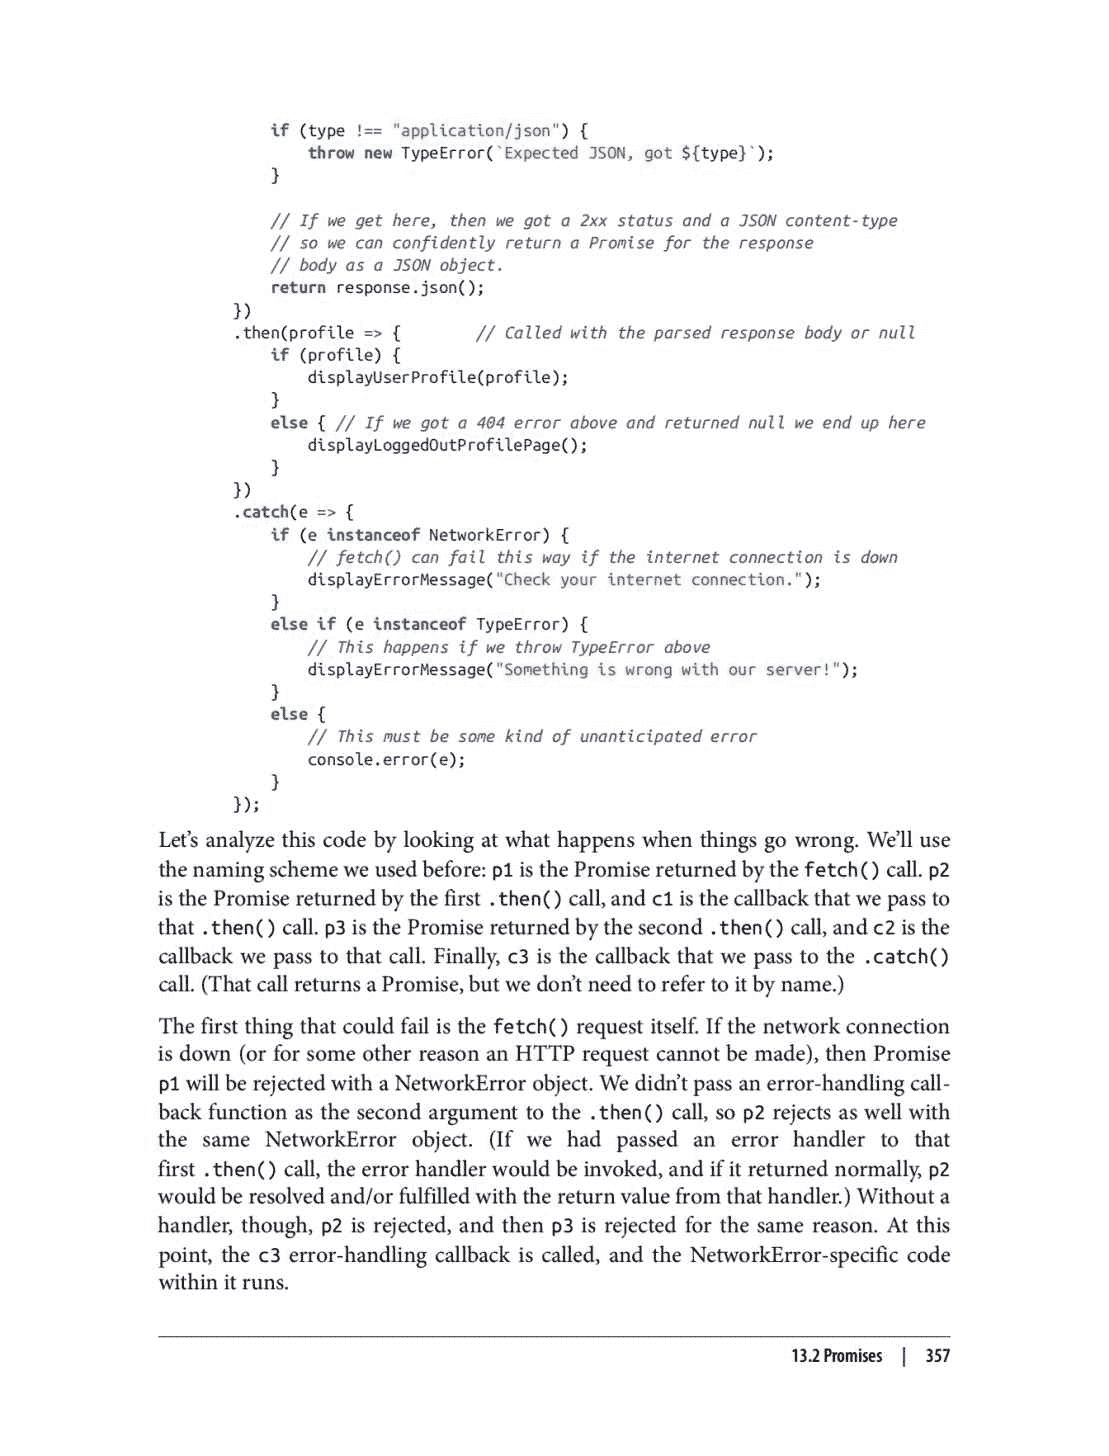 if (type !== "application/json") {
throw new TypeError(`Expected JSON, got ${type}`);
}
// If we get here, then we got a 2xx status and a JSON content-type
// so we can confidently return a Promise for the response
// body as a JSON object.
return response.json();
})
.then(profile => { // Called with the parsed response body or null
if (profile) {
displayUserProfile(profile);
}
else { // If we got a 404 error above and returned null we end up here
displayLoggedOutProfilePage();
}
})
.catch(e => {
if (e instanceof NetworkError) {
// fetch() can fail this way if the internet connection is down
displayErrorMessage("Check your internet connection.");
}
else if (e instanceof TypeError) {
// This happens if we throw TypeError above
displayErrorMessage("Something is wrong with our server!");
}
else {
// This must be some kind of unanticipated error
console.error(e);
}
});
Let's analyze this code by looking at what happens when things go wrong. We'll use
the naming scheme we used before: p1 is the Promise returned by the fetch() call. p2
is the Promise returned by the first .then() call, and c1 is the callback that we pass to
that .then() call. p3 is the Promise returned by the second .then() call, and c2 is the
callback we pass to that call. Finally, c3 is the callback that we pass to the .catch()
call. (That call returns a Promise, but we don't need to refer to it by name.)
The first thing that could fail is the fetch() request itself. If the network connection
is down (or for some other reason an HTTP request cannot be made), then Promise
p1 will be rejected with a NetworkError object. We didn't pass an error-handling call-
back function as the second argument to the .then() call, so p2 rejects as well with
the same NetworkError object. (If we had passed an error handler to that
first .then() call, the error handler would be invoked, and if it returned normally, p2
would be resolved and/or fulfilled with the return value from that handler.) Without a
handler, though, p2 is rejected, and then p3 is rejected for the same reason. At this
point, the c3 error-handling callback is called, and the NetworkError-specific code
within it runs.
13.2 Promises | 357